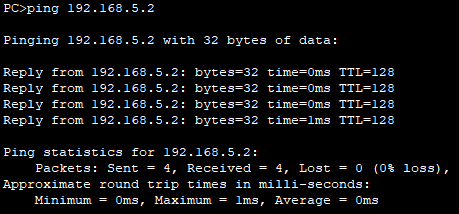 PC>ping 192.168.5.2
Pinging 192.168.5.2 with 32 bytes of data:
Reply from 192.168.5.2: bytes=32 time=0ms TTL=128
Reply from 192.168.5.2: bytes=32 time=0ms TTL=128
Reply from 192.168.5.2: bytes=32 time=0ms TTL=128
Reply from 192.168.5.2: bytes=32 time=1ms TTL=128
Ping statistics for 192.168.5.2:
Packets: Sent = 4, Received = 4, Lost = 0 (0% loss),
Approximate round trip times in milli-seconds:
Minimum = 0ms, Maximum = 1ms, Average = 0ms